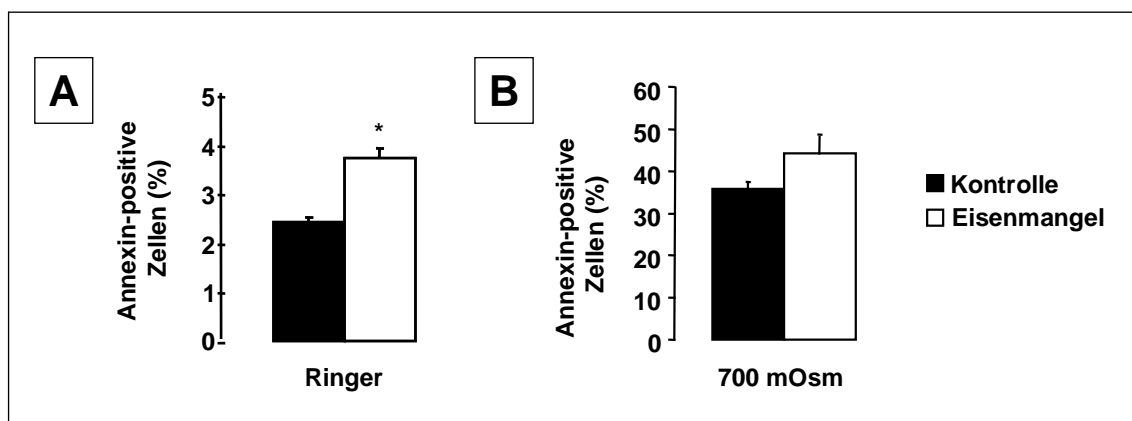 A
Annexin-positive
Zellen (%)
5
4
3
2
1
0
*
Ringer
B
Annexin-positive
Zellen (%)
60
50
40
30
20
10
0
700 mOsm
Kontrolle
Eisenmangel